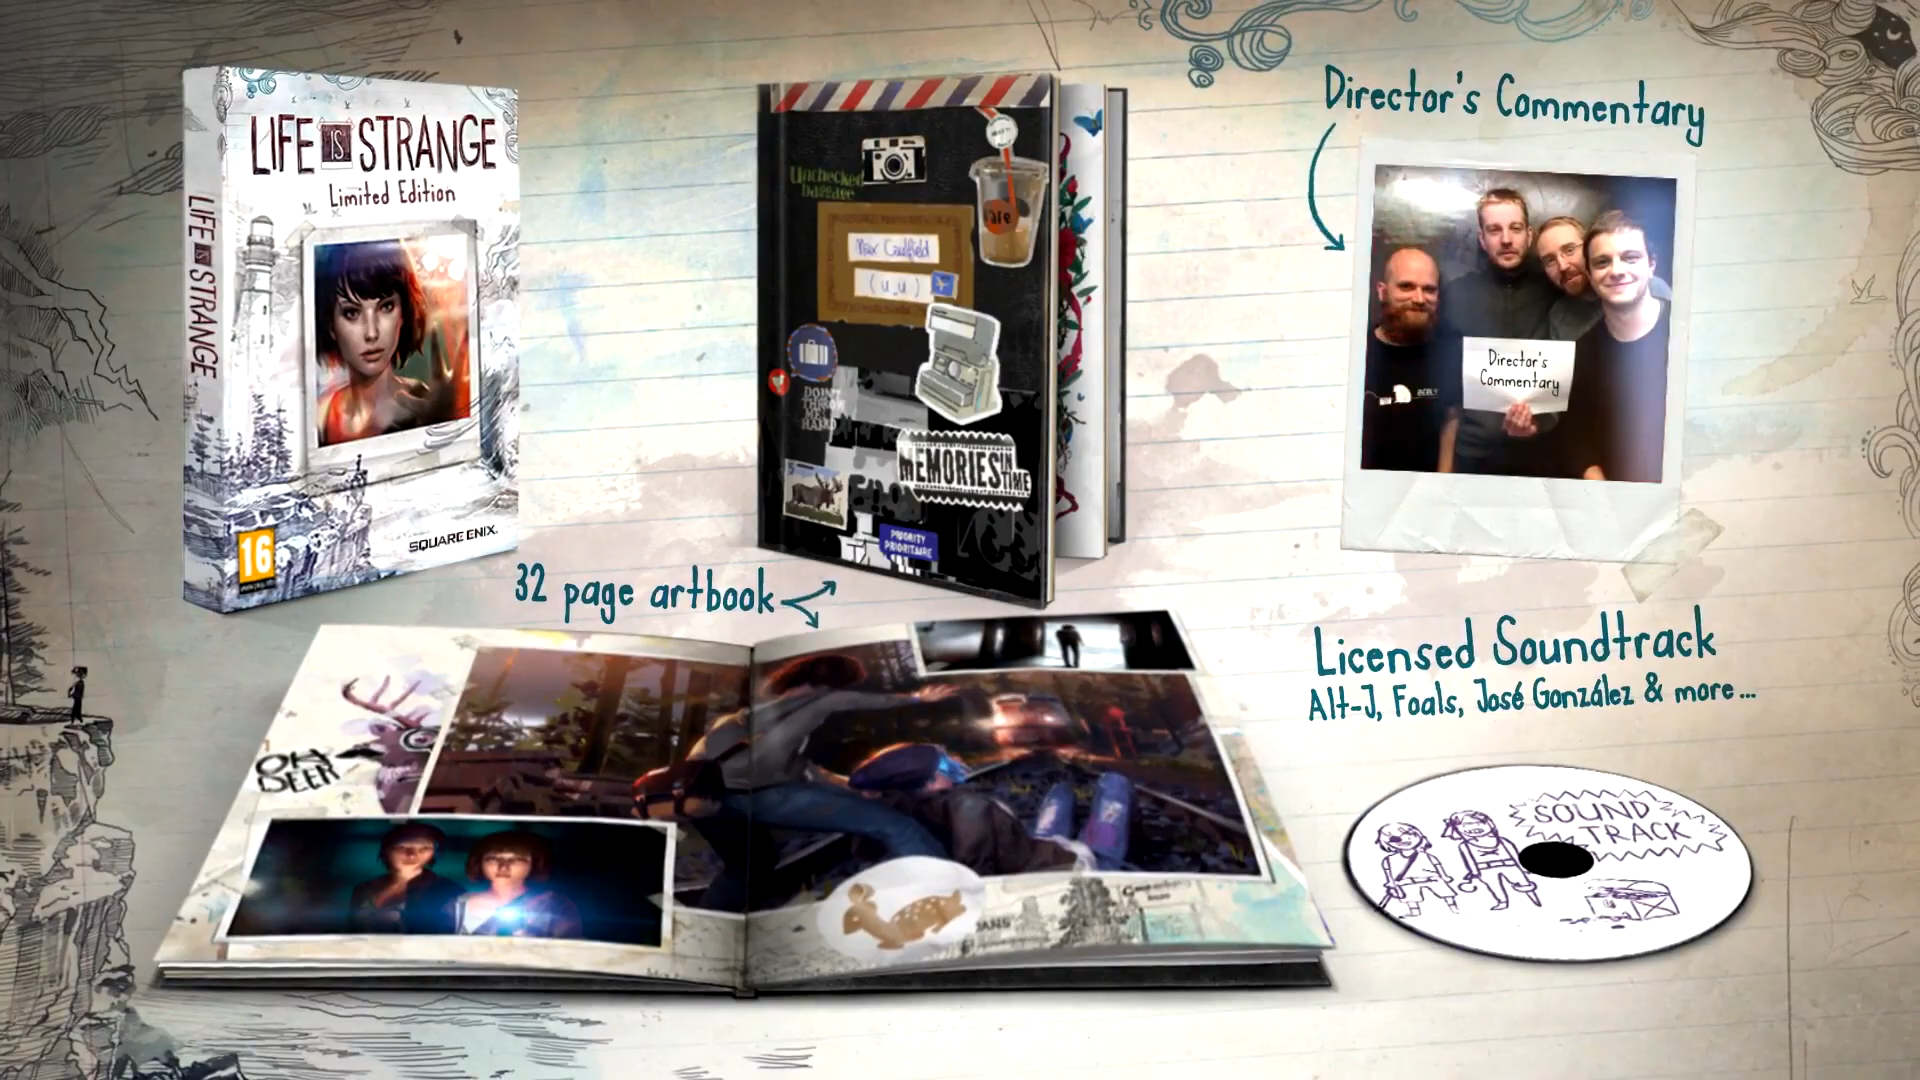 LIFE IS STRANGE
Limited Edition
LIFE IS STRANGE
16
SQUARE ENIX.
Unchecked
baggage
Max Caulfield
(u_u)
MEMORIES IN TIME
PRIORITY
PRIORITAIRE
32 page artbook
OH
DEER
Director's Commentary
Director's
Commentary
Licensed Soundtrack
Alt-J, Foals, José González & more...
SOUND
TRACK